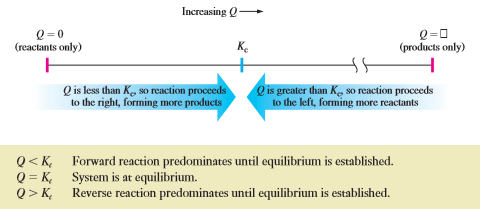 Increasing Q
Q = 0
(reactants only)
Kc
Q = □
(products only)
Q is less than Kc, so reaction proceeds
to the right, forming more products
Q is greater than Kc, so reaction proceeds
to the left, forming more reactants
Q < Kc Forward reaction predominates until equilibrium is established.
Q = Kc System is at equilibrium.
Q > Kc Reverse reaction predominates until equilibrium is established.